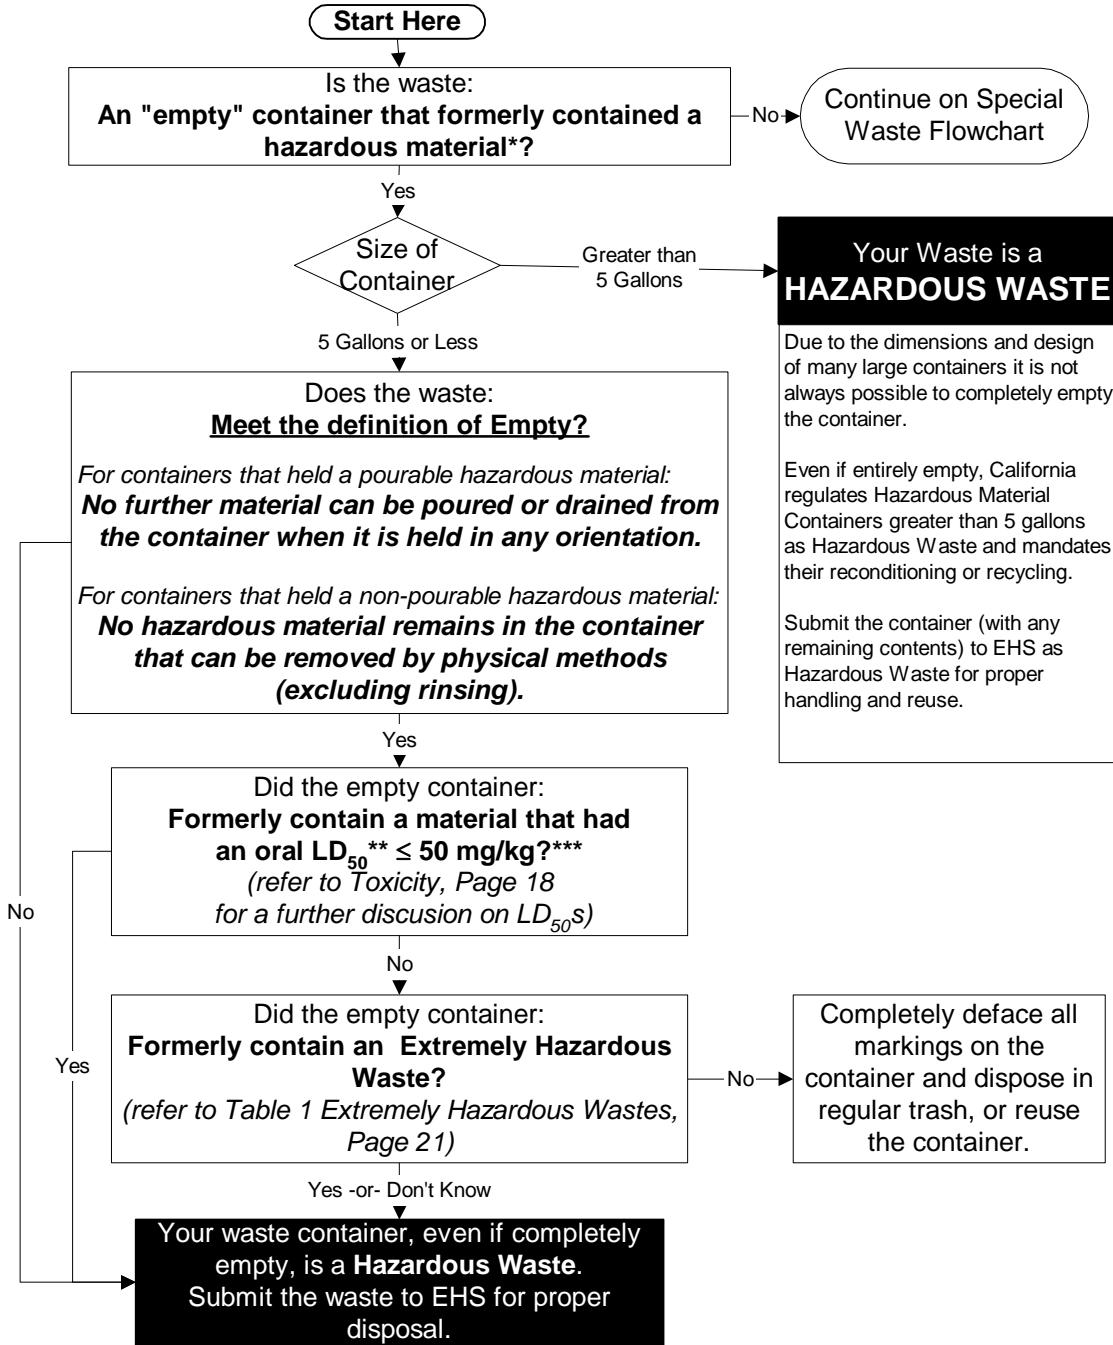 Start Here
Is the waste:
An "empty" container that formerly contained a
hazardous material*?
No
Continue on Special
Waste Flowchart
Yes
Size of
Container
Greater than
5 Gallons
Your Waste is a
HAZARDOUS WASTE
Due to the dimensions and design
of many large containers it is not
always possible to completely empty
the container.
Even if entirely empty, California
regulates Hazardous Material
Containers greater than 5 gallons
as Hazardous Waste and mandates
their reconditioning or recycling.
Submit the container (with any
remaining contents) to EHS as
Hazardous Waste for proper
handling and reuse.
5 Gallons or Less
Does the waste:
Meet the definition of Empty?
For containers that held a pourable hazardous material:
No further material can be poured or drained from
the container when it is held in any orientation.
For containers that held a non-pourable hazardous material:
No hazardous material remains in the container
that can be removed by physical methods
(excluding rinsing).
Yes
Did the empty container:
Formerly contain a material that had
an oral LD50** ≤ 50 mg/kg?***
(refer to Toxicity, Page 18
for a further discusion on LD50s)
No
No
Did the empty container:
Formerly contain an Extremely Hazardous
Waste?
(refer to Table 1 Extremely Hazardous Wastes,
Page 21)
Yes
No
Completely deface all
markings on the
container and dispose in
regular trash, or reuse
the container.
Yes -or- Don't Know
Your waste container, even if completely
empty, is a Hazardous Waste.
Submit the waste to EHS for proper
disposal.